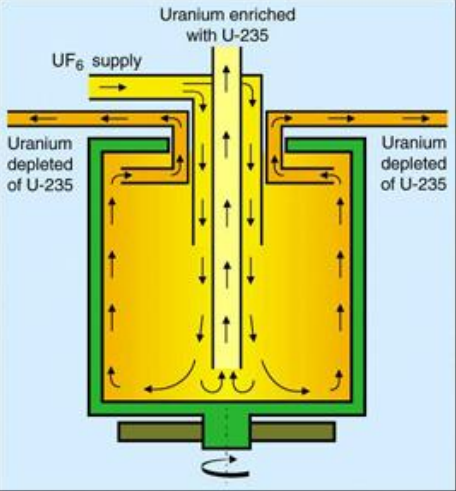 Uranium enriched
with U-235
UF₆ supply
Uranium
depleted
of U-235
Uranium
depleted
of U-235